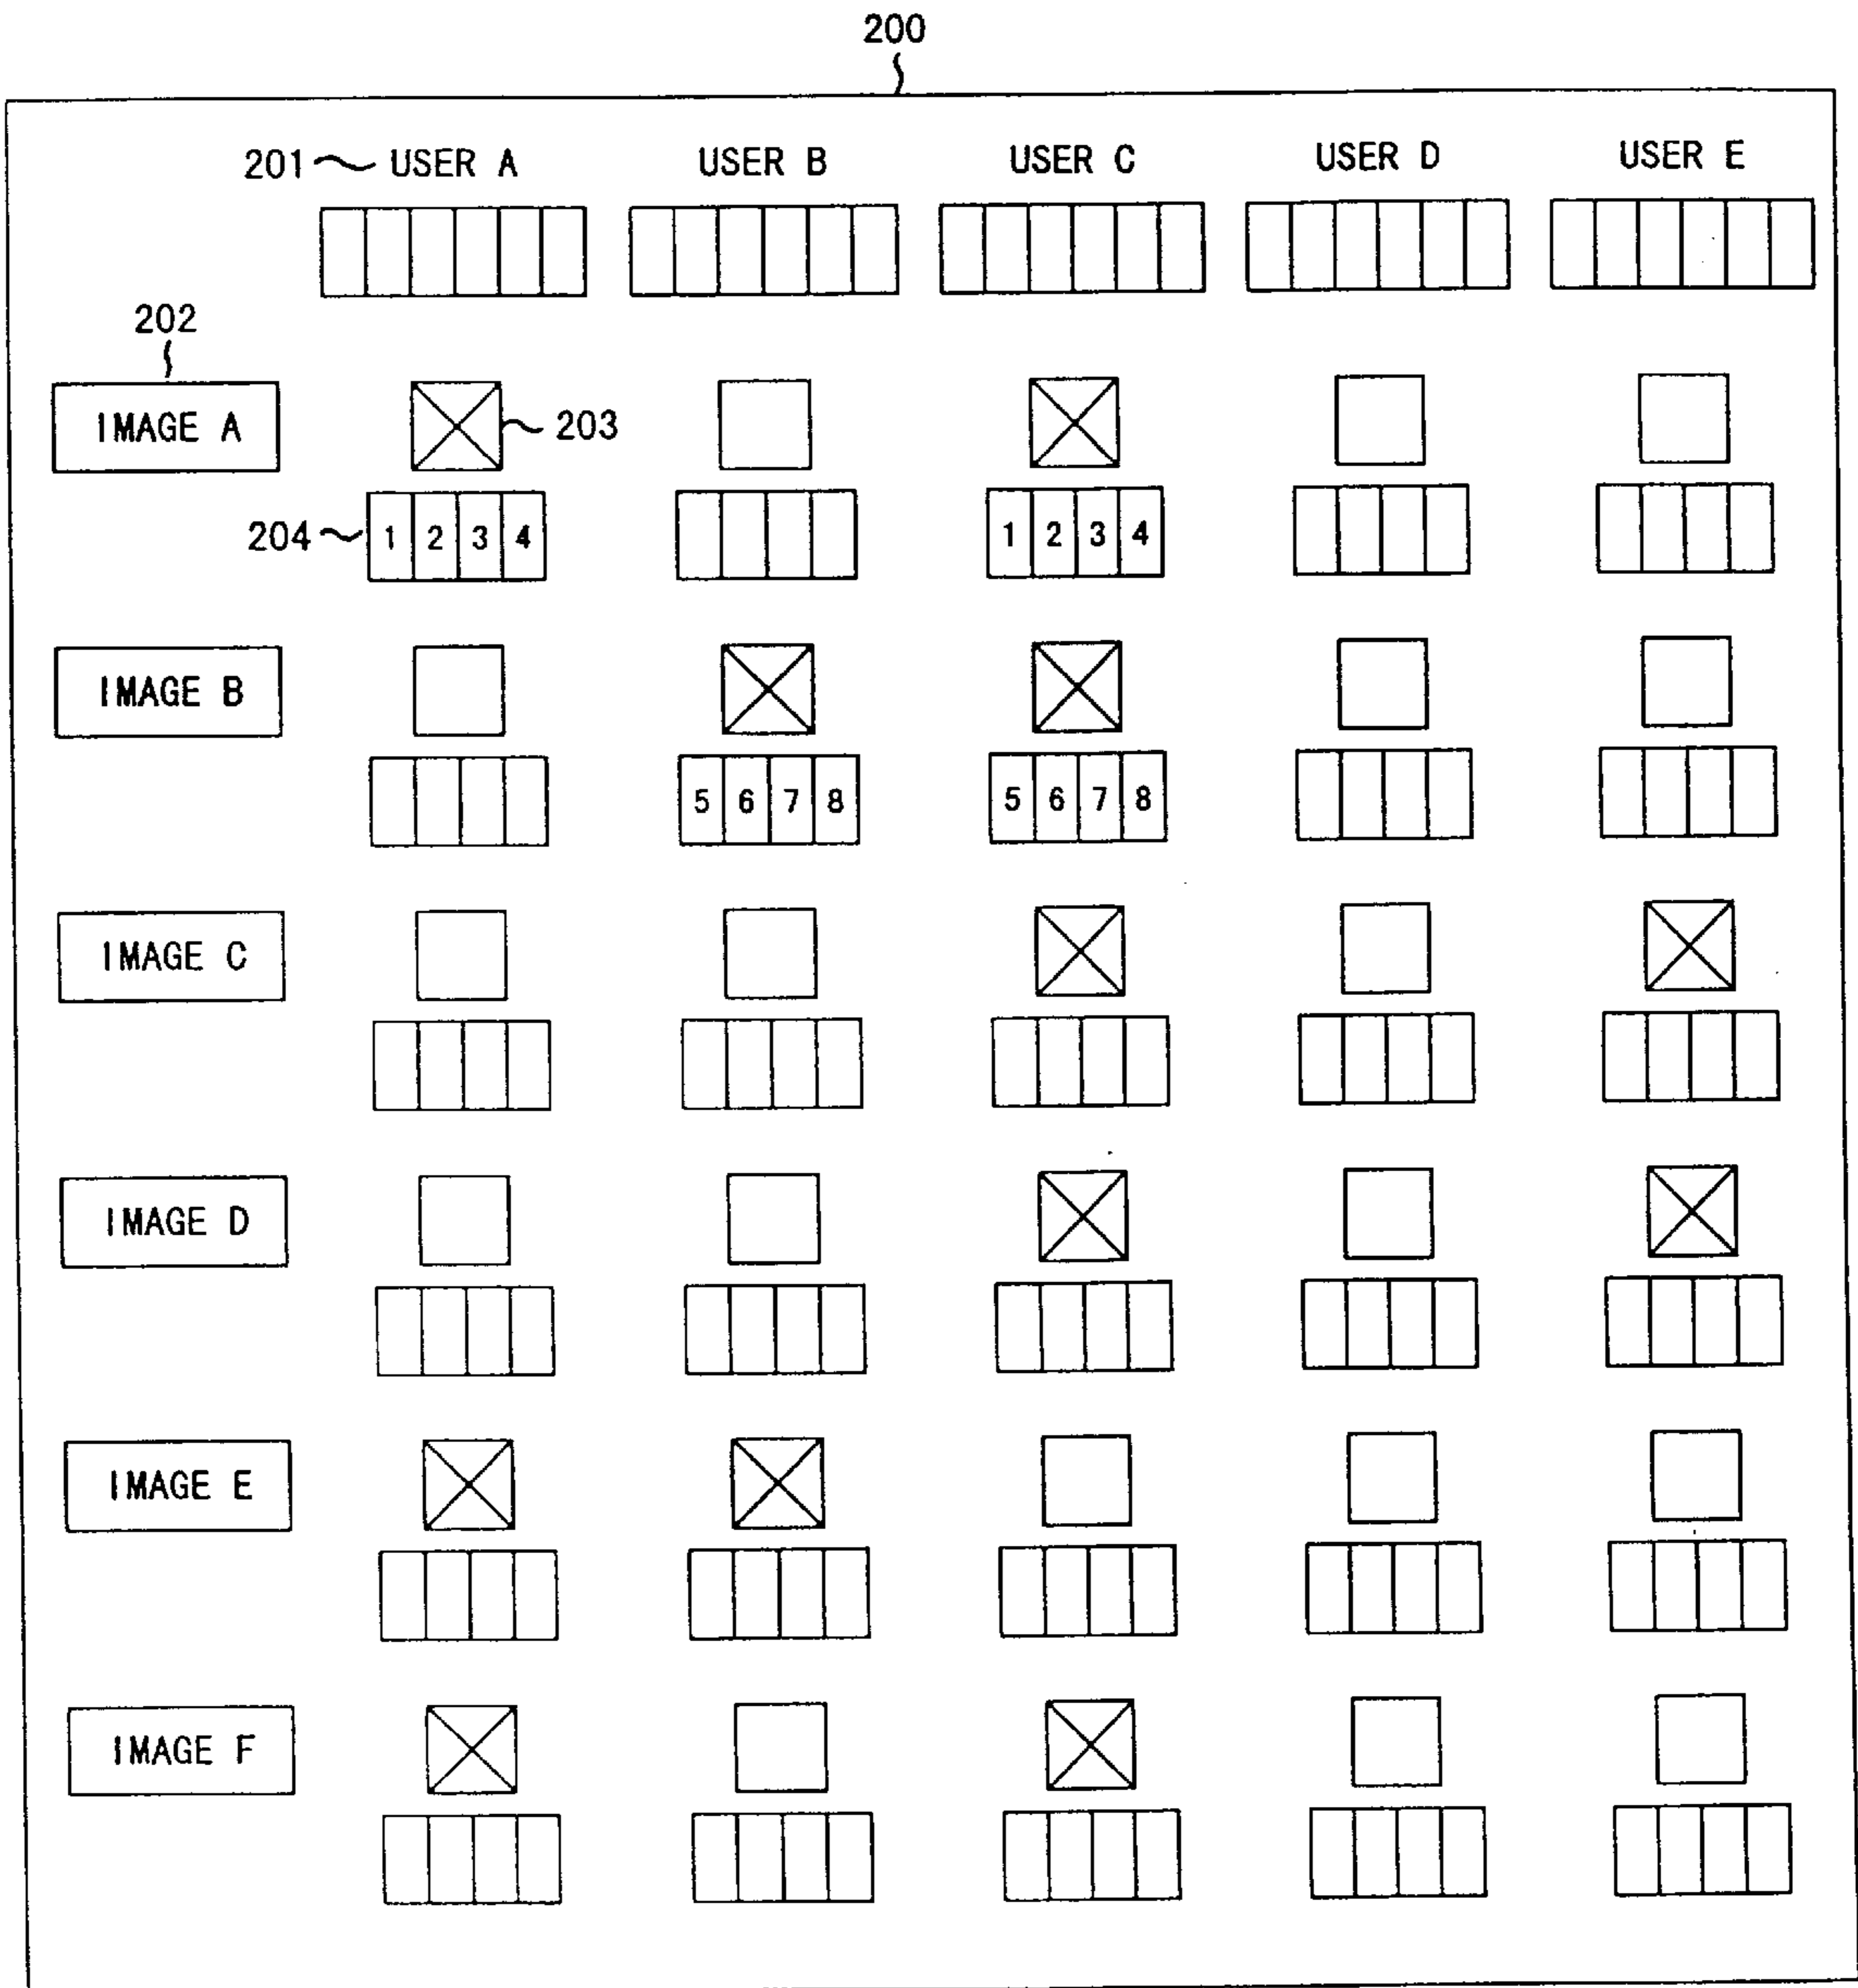 200
201 USER A USER B USER C USER D USER E
202
IMAGE A 203
204 1 2 3 4 1 2 3 4
IMAGE B
5 6 7 8 5 6 7 8
IMAGE C
IMAGE D
IMAGE E
IMAGE F